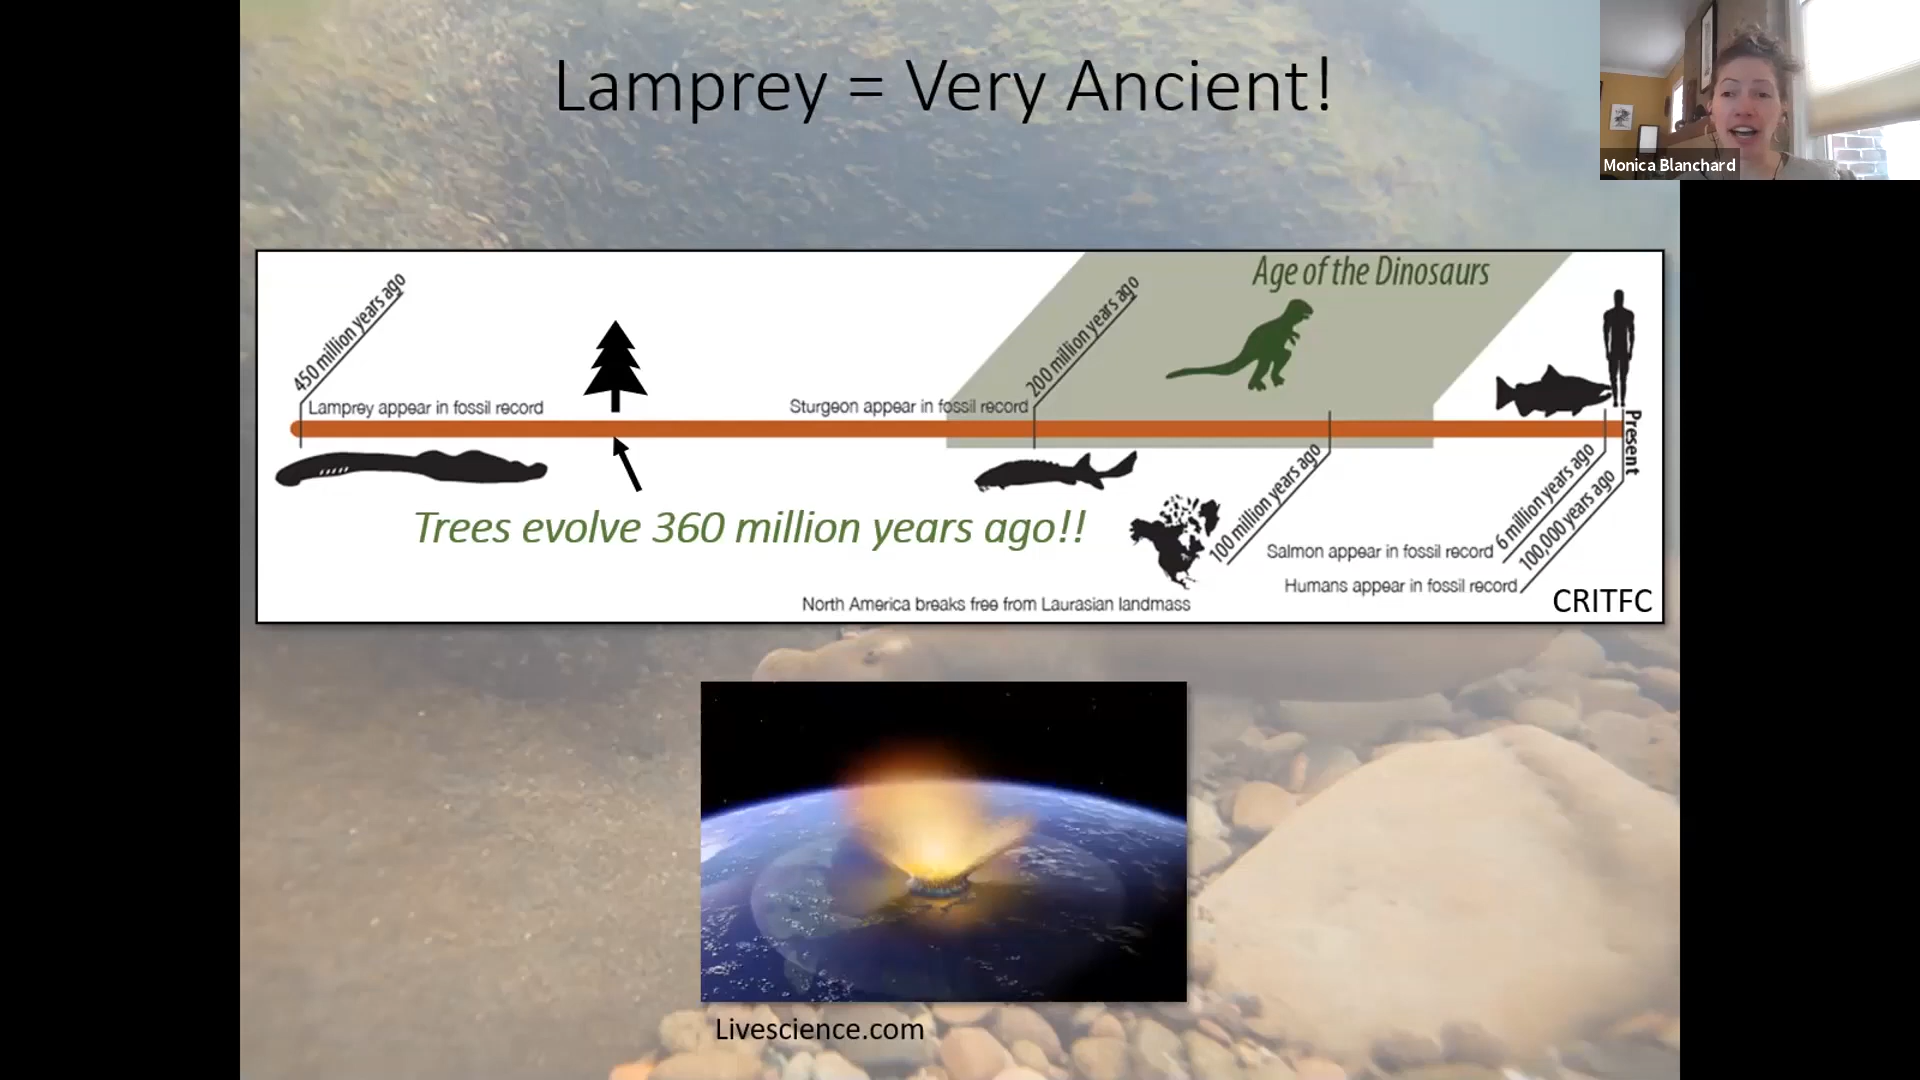 Lamprey = Very Ancient!
Monica Blanchard
Age of the Dinosaurs
450 million years ago
200 million years ago
Lamprey appear in fossil record
Sturgeon appear in fossil record
Present
Trees evolve 360 million years ago!!
100 million years ago
6 million years ago
100,000 years ago
Salmon appear in fossil record
Humans appear in fossil record
North America breaks free from Laurasian landmass
CRITFC
Livescience.com